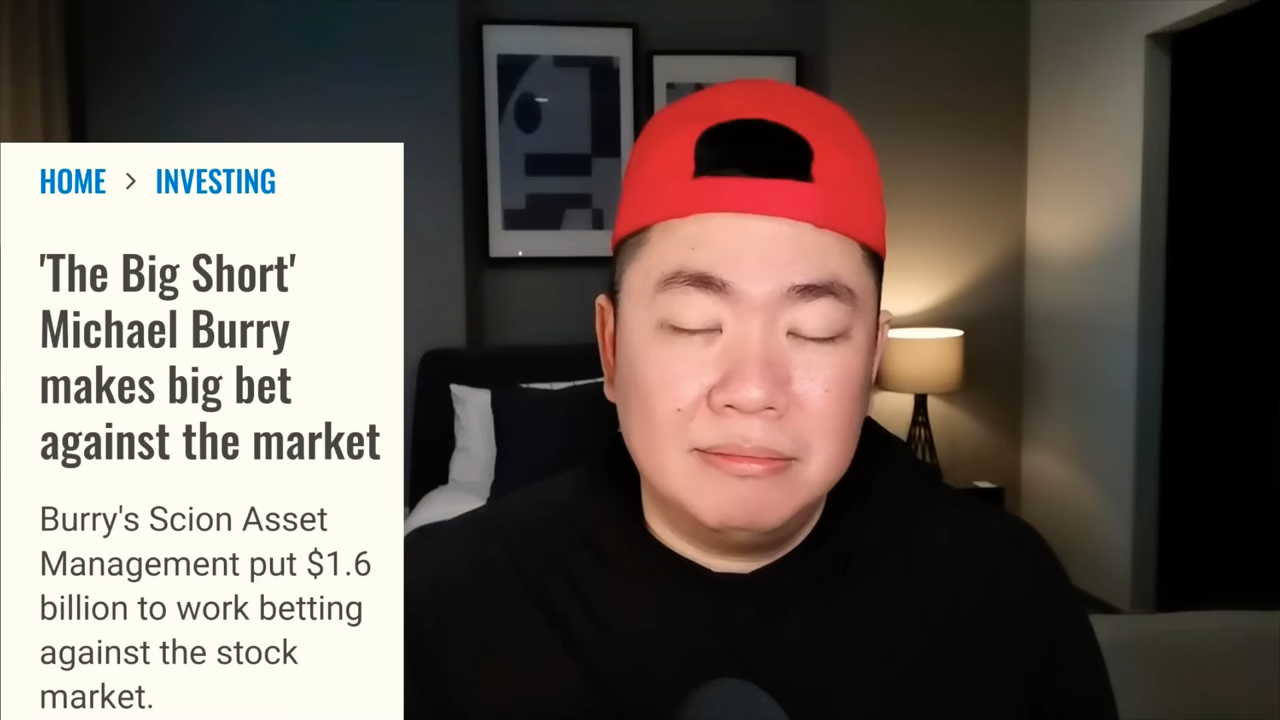 HOME > INVESTING
'The Big Short'
Michael Burry
makes big bet
against the market
Burry's Scion Asset
Management put $1.6
billion to work betting
against the stock
market.